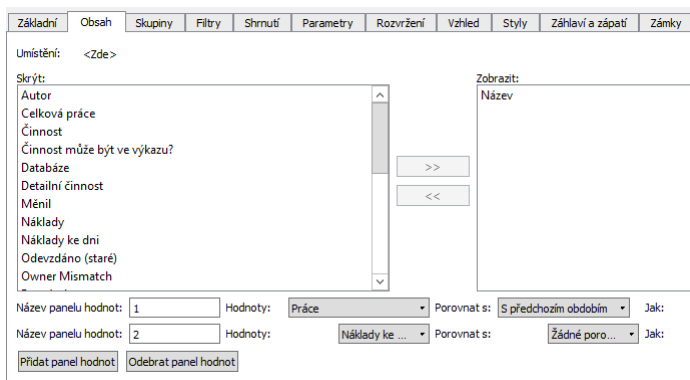 Základní Obsah Skupiny Filtry Shrnutí Parametry Rozvržení Vzhled Styly Záhlaví a zápatí Zámky
Umístění: <Zde>
Skrýt: Zobrazit:
Autor Název
Celková práce
Činnost
Činnost může být ve výkazu?
>>
Databáze
Detailní činnost
<<
Měnil
Náklady
Náklady ke dni
Odevzdáno (staré)
Owner Mismatch
Název panelu hodnot: 1 Hodnoty: Práce Porovnat s: S předchozím obdobím Jak:
Název panelu hodnot: 2 Hodnoty: Náklady ke ... Porovnat s: Žádné poro... Jak:
Přidat panel hodnot Odebrat panel hodnot